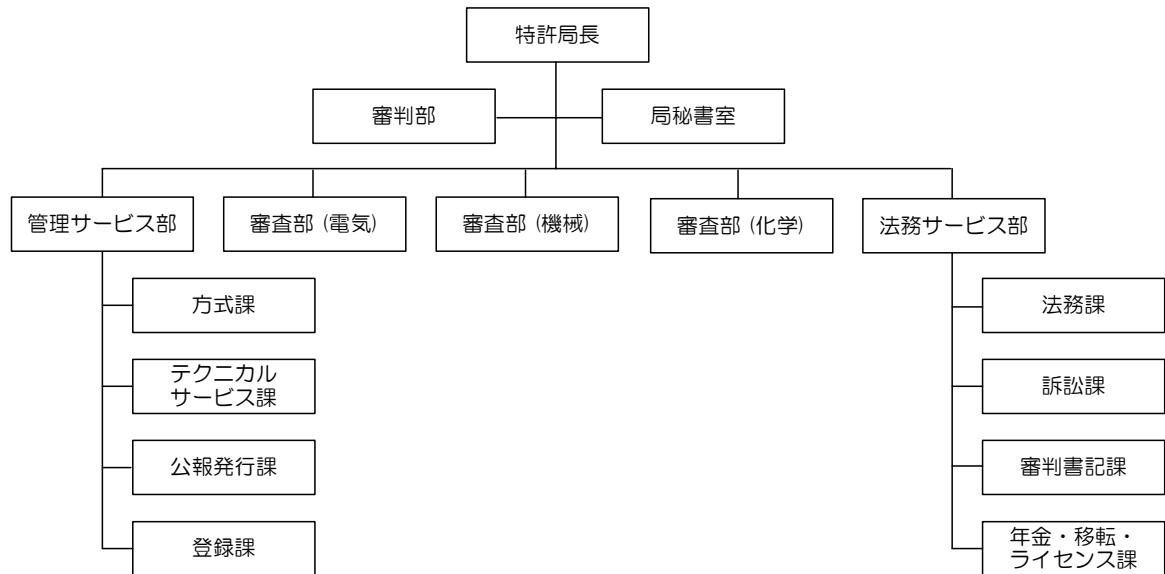 特許局長
審判部
局秘書室
管理サービス部
審査部 (電気)
審査部 (機械)
審査部 (化学)
法務サービス部
方式課
テクニカル
サービス課
公報発行課
登録課
法務課
訴訟課
審判書記課
年金・移転・
ライセンス課